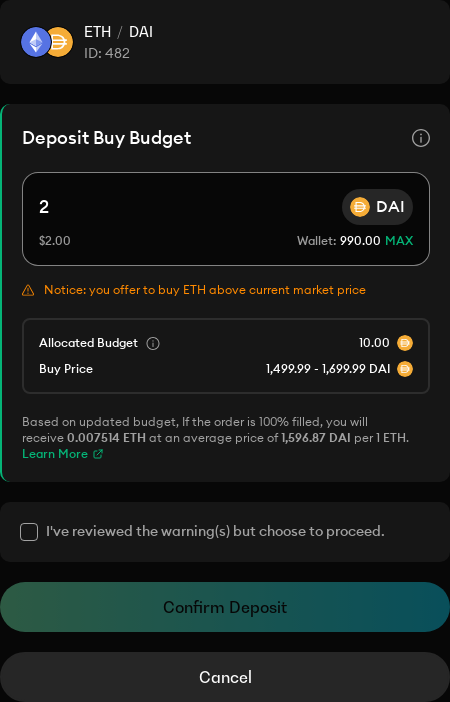 ETH / DAI
ID: 482
Deposit Buy Budget
2
DAI
$2.00
Wallet: 990.00 MAX
Notice: you offer to buy ETH above current market price
Allocated Budget 10.00
Buy Price 1,499.99 - 1,699.99 DAI
Based on updated budget, If the order is 100% filled, you will
receive 0.007514 ETH at an average price of 1,596.87 DAI per 1 ETH.
Learn More
I've reviewed the warning(s) but choose to proceed.
Confirm Deposit
Cancel